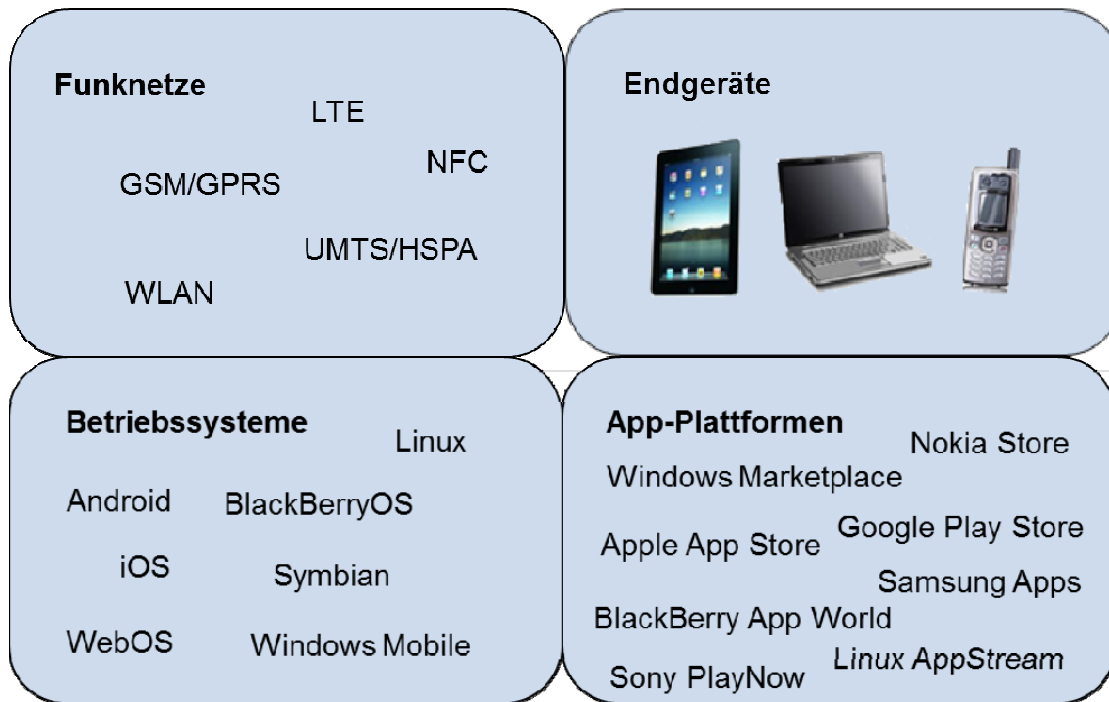 Funknetze
LTE
NFC
GSM/GPRS
UMTS/HSPA
WLAN
Endgeräte
Betriebssysteme
Linux
Android
BlackBerryOS
iOS
Symbian
WebOS
Windows Mobile
App-Plattformen
Nokia Store
Windows Marketplace
Google Play Store
Apple App Store
Samsung Apps
BlackBerry App World
Linux AppStream
Sony PlayNow